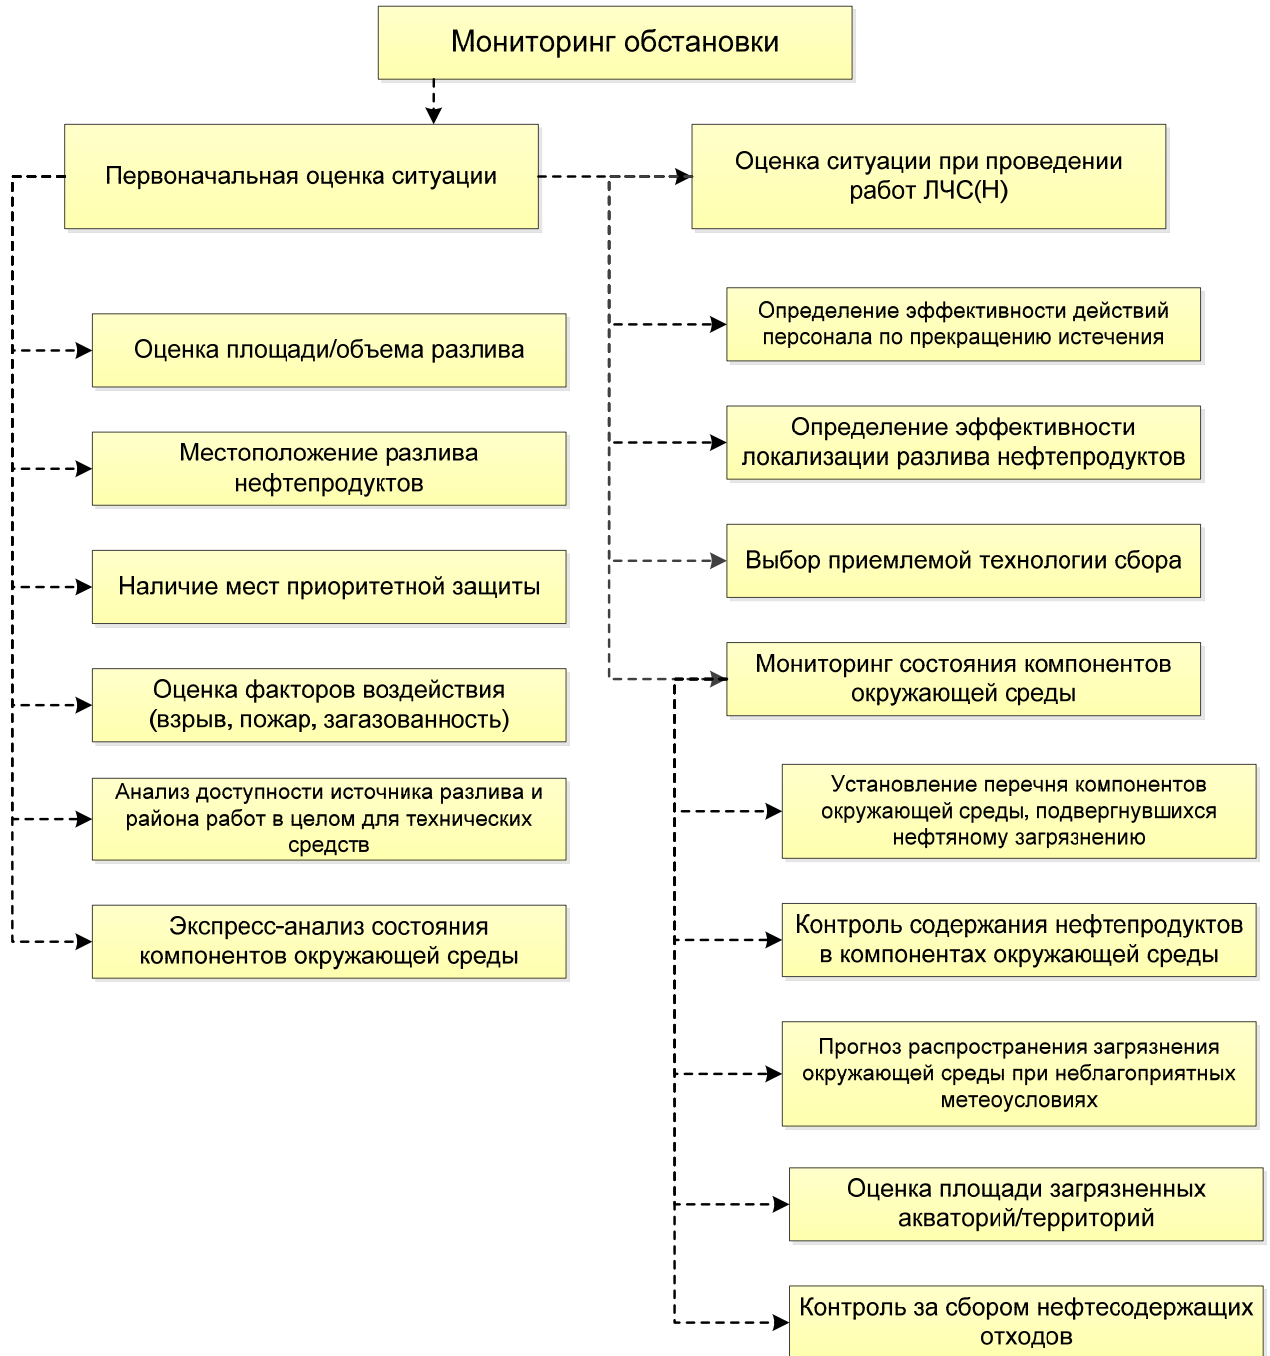 Мониторинг обстановки
Первоначальная оценка ситуации
Оценка площади/объема разлива
Местоположение разлива
нефтепродуктов
Наличие мест приоритетной защиты
Оценка факторов воздействия
(взрыв, пожар, загазованность)
Анализ доступности источника разлива и
района работ в целом для технических
средств
Экспресс-анализ состояния
компонентов окружающей среды
Оценка ситуации при проведении
работ ЛЧС(Н)
Определение эффективности действий
персонала по прекращению истечения
Определение эффективности
локализации разлива нефтепродуктов
Выбор приемлемой технологии сбора
Мониторинг состояния компонентов
окружающей среды
Установление перечня компонентов
окружающей среды, подвергнувшихся
нефтяному загрязнению
Контроль содержания нефтепродуктов
в компонентах окружающей среды
Прогноз распространения загрязнения
окружающей среды при неблагоприятных
метеоусловиях
Оценка площади загрязненных
акваторий/территорий
Контроль за сбором нефтесодержащих
отходов